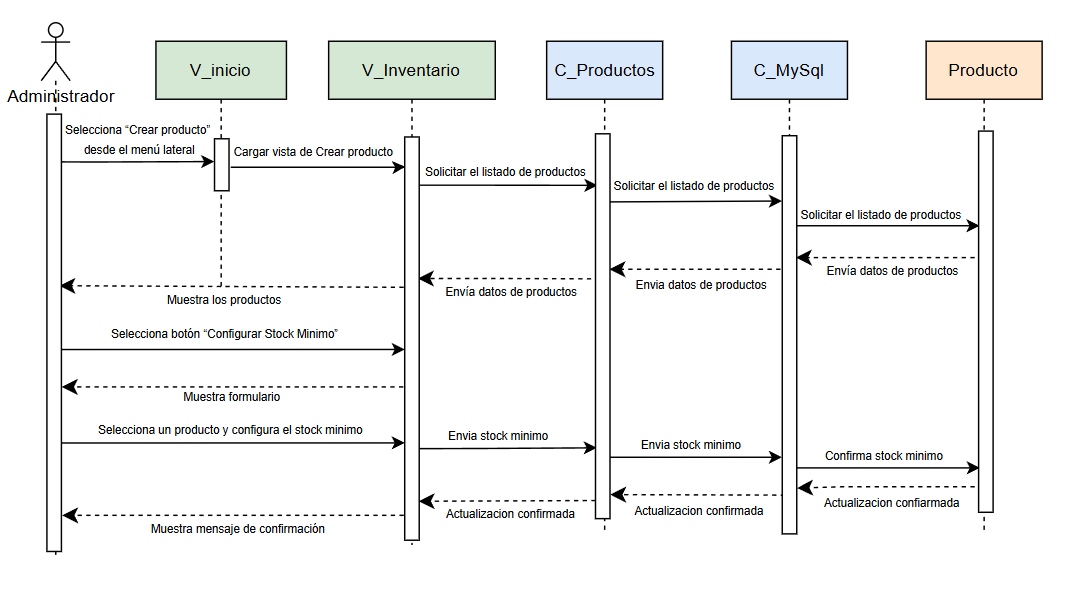 V_inicio
V_Inventario
C_Productos
C_MySql
Producto
Administrador
Selecciona “Crear producto”
desde el menú lateral
Cargar vista de Crear producto
Solicitar el listado de productos
Solicitar el listado de productos
Solicitar el listado de productos
Envía datos de productos
Envia datos de productos
Envía datos de productos
Muestra los productos
Selecciona botón “Configurar Stock Minimo”
Muestra formulario
Selecciona un producto y configura el stock minimo
Envia stock minimo
Envia stock minimo
Confirma stock minimo
Actualizacion confiarmada
Actualizacion confirmada
Actualizacion confirmada
Muestra mensaje de confirmación